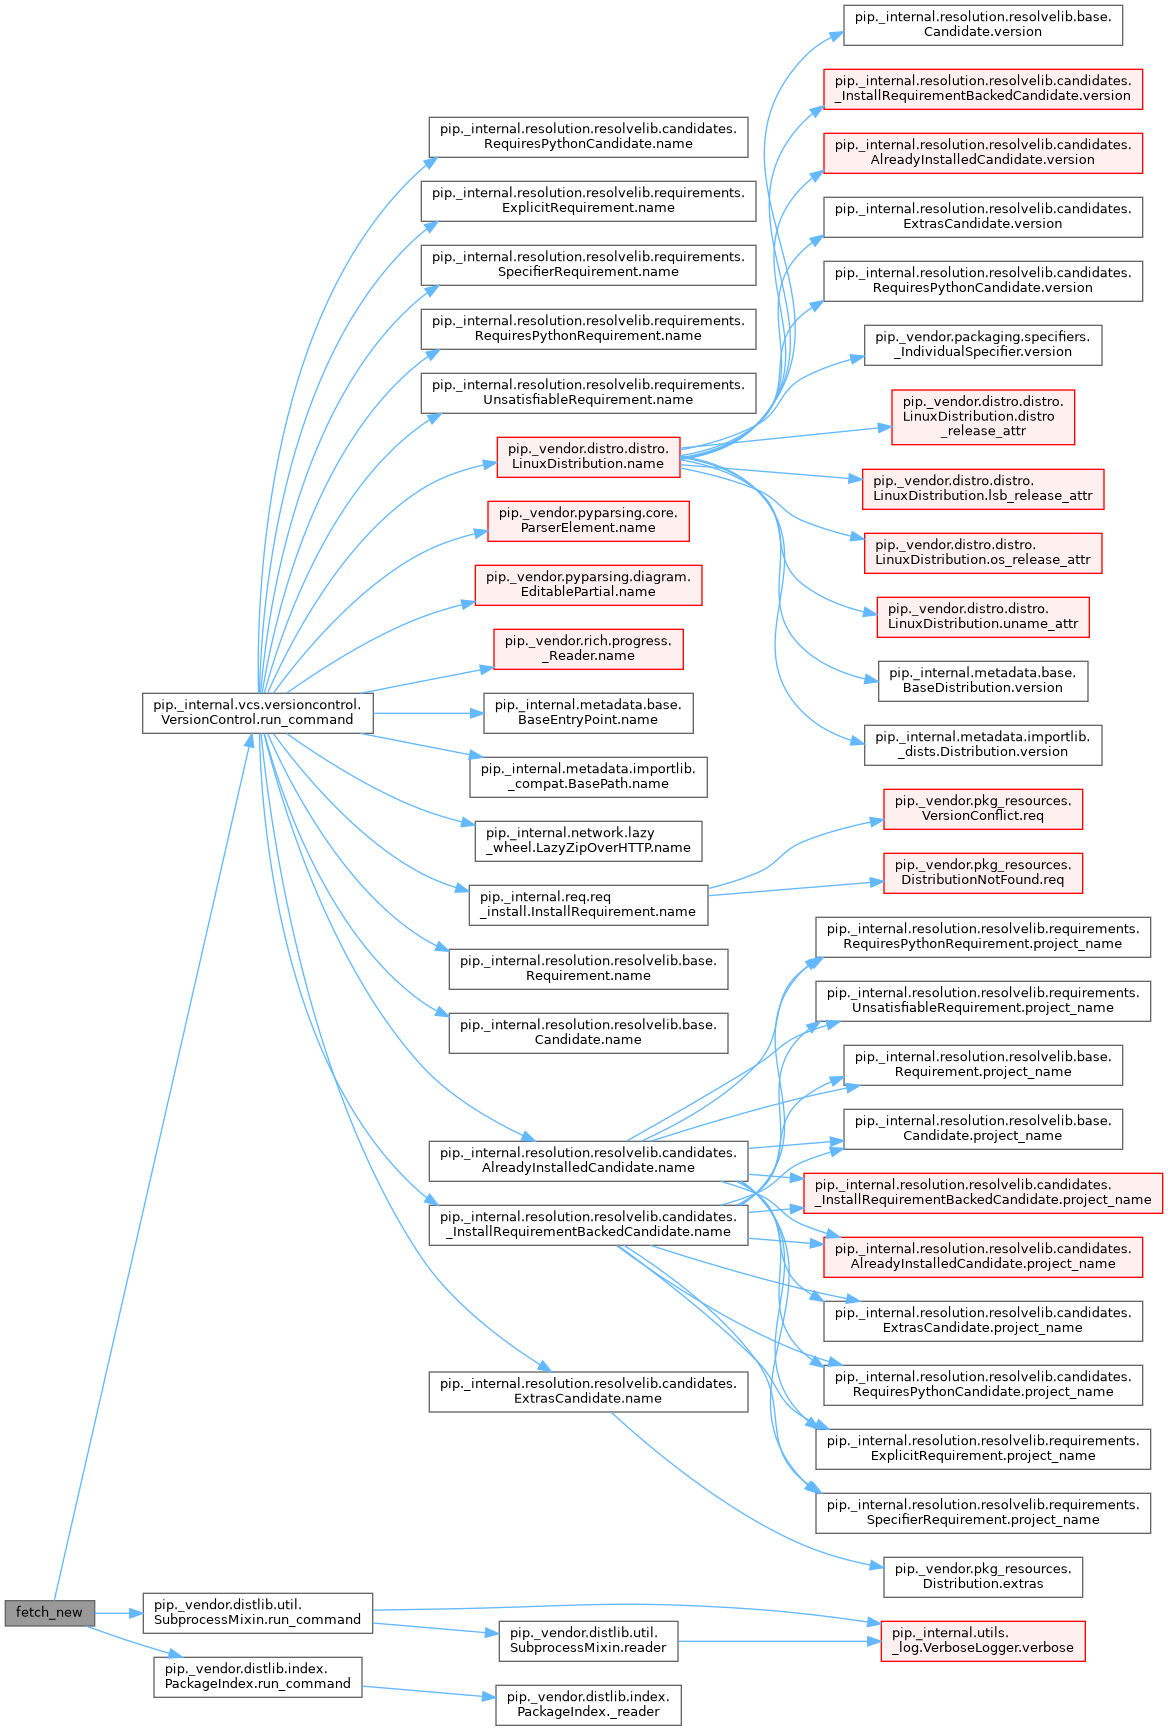 pip._internal.resolution.resolvelib.base.
Candidate.version
pip._internal.resolution.resolvelib.candidates.
_InstallRequirementBackedCandidate.version
pip._internal.resolution.resolvelib.candidates.
RequiresPythonCandidate.name
pip._internal.resolution.resolvelib.candidates.
AlreadyInstalledCandidate.version
pip._internal.resolution.resolvelib.requirements.
ExplicitRequirement.name
pip._internal.resolution.resolvelib.candidates.
ExtrasCandidate.version
pip._internal.resolution.resolvelib.requirements.
SpecifierRequirement.name
pip._internal.resolution.resolvelib.candidates.
RequiresPythonCandidate.version
pip._internal.resolution.resolvelib.requirements.
RequiresPythonRequirement.name
pip._vendor.packaging.specifiers.
_IndividualSpecifier.version
pip._internal.resolution.resolvelib.requirements.
UnsatisfiableRequirement.name
pip._vendor.distro.distro.
LinuxDistribution.distro
_release_attr
pip._vendor.distro.distro.
LinuxDistribution.name
pip._vendor.distro.distro.
LinuxDistribution.lsb_release_attr
pip._vendor.pyparsing.core.
ParserElement.name
pip._vendor.distro.distro.
LinuxDistribution.os_release_attr
pip._vendor.pyparsing.diagram.
EditablePartial.name
pip._vendor.distro.distro.
LinuxDistribution.uname_attr
pip._vendor.rich.progress.
_Reader.name
pip._internal.metadata.base.
BaseDistribution.version
pip._internal.vcs.versioncontrol.
VersionControl.run_command
pip._internal.metadata.base.
BaseEntryPoint.name
pip._internal.metadata.importlib.
_dists.Distribution.version
pip._internal.metadata.importlib.
_compat.BasePath.name
pip._vendor.pkg_resources.
VersionConflict.req
pip._internal.network.lazy
_wheel.LazyZipOverHTTP.name
pip._vendor.pkg_resources.
DistributionNotFound.req
pip._internal.req.req
_install.InstallRequirement.name
pip._internal.resolution.resolvelib.requirements.
RequiresPythonRequirement.project_name
pip._internal.resolution.resolvelib.base.
Requirement.name
pip._internal.resolution.resolvelib.requirements.
UnsatisfiableRequirement.project_name
pip._internal.resolution.resolvelib.base.
Candidate.name
pip._internal.resolution.resolvelib.base.
Requirement.project_name
pip._internal.resolution.resolvelib.base.
Candidate.project_name
pip._internal.resolution.resolvelib.candidates.
AlreadyInstalledCandidate.name
pip._internal.resolution.resolvelib.candidates.
_InstallRequirementBackedCandidate.project_name
pip._internal.resolution.resolvelib.candidates.
_InstallRequirementBackedCandidate.name
pip._internal.resolution.resolvelib.candidates.
AlreadyInstalledCandidate.project_name
pip._internal.resolution.resolvelib.candidates.
ExtrasCandidate.project_name
pip._internal.resolution.resolvelib.candidates.
RequiresPythonCandidate.project_name
pip._internal.resolution.resolvelib.candidates.
ExtrasCandidate.name
pip._internal.resolution.resolvelib.requirements.
ExplicitRequirement.project_name
pip._internal.resolution.resolvelib.requirements.
SpecifierRequirement.project_name
pip._vendor.pkg_resources.
Distribution.extras
fetch_new
pip._vendor.distlib.util.
SubprocessMixin.run_command
pip._vendor.distlib.util.
SubprocessMixin.reader
pip._internal.utils.
_log.VerboseLogger.verbose
pip._vendor.distlib.index.
PackageIndex.run_command
pip._vendor.distlib.index.
PackageIndex._reader